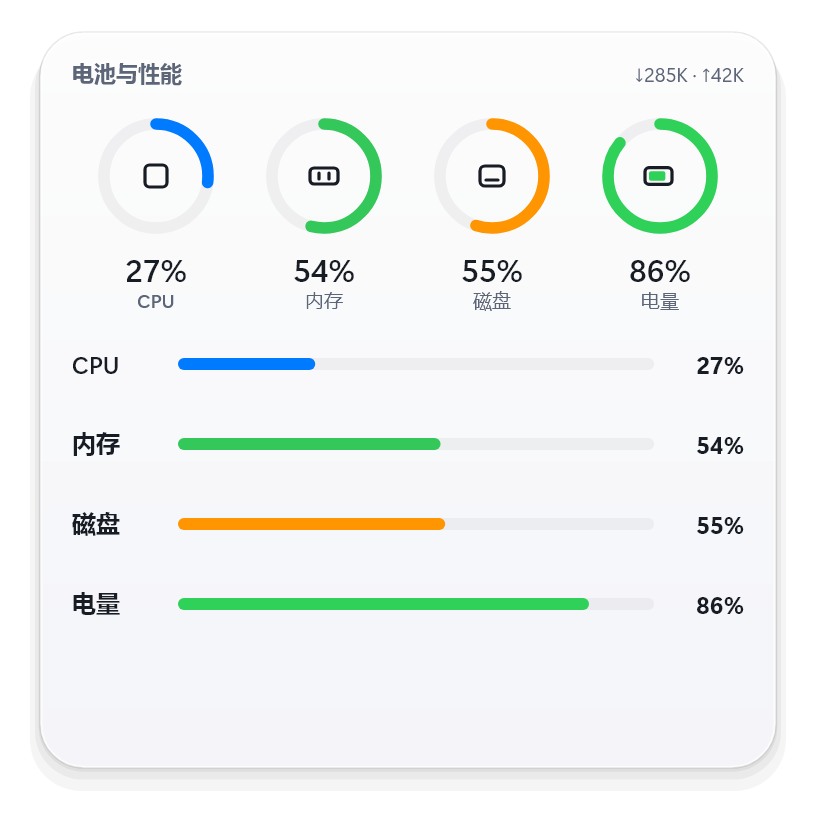 电池与性能 ↓285K · ↑42K
27% 54% 55% 86%
CPU 内存 磁盘 电量
CPU 27%
内存 54%
磁盘 55%
电量 86%